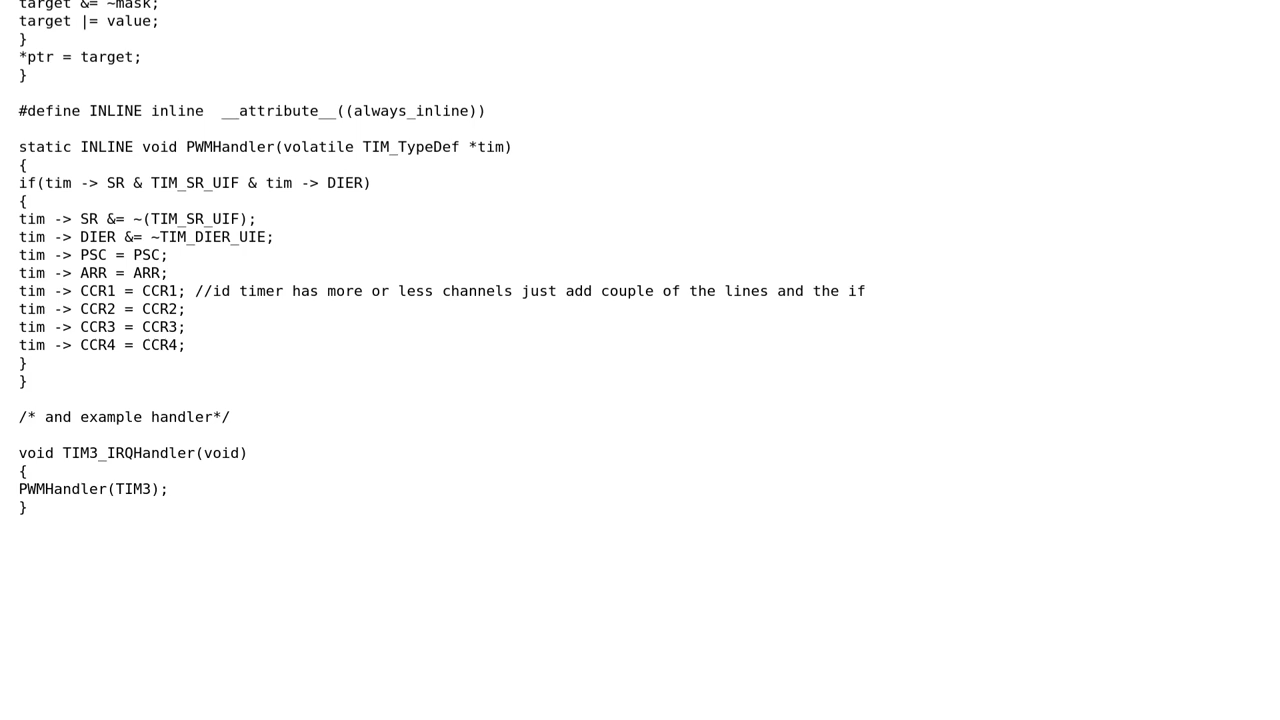 target &= ~mask;
target |= value;
}
*ptr = target;
}

#define INLINE inline  __attribute__((always_inline))

static INLINE void PWMHandler(volatile TIM_TypeDef *tim)
{
if(tim -> SR & TIM_SR_UIF & tim -> DIER)
{
tim -> SR &= ~(TIM_SR_UIF);
tim -> DIER &= ~TIM_DIER_UIE;
tim -> PSC = PSC;
tim -> ARR = ARR;
tim -> CCR1 = CCR1; //id timer has more or less channels just add couple of the lines and the if
tim -> CCR2 = CCR2;
tim -> CCR3 = CCR3;
tim -> CCR4 = CCR4;
}
}

/* and example handler*/

void TIM3_IRQHandler(void)
{
PWMHandler(TIM3);
}